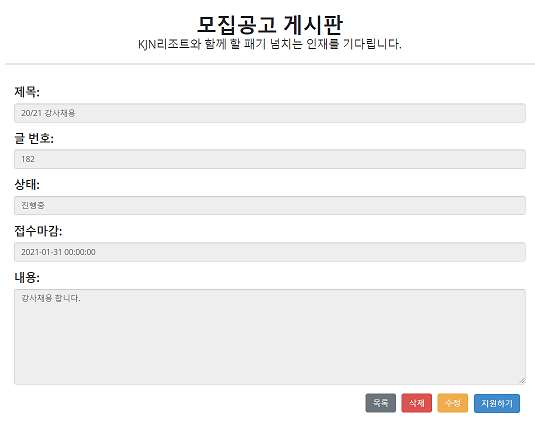 모집공고 게시판
KJN리조트와 함께 할 패기 넘치는 인재를 기다립니다.
제목:
20/21 강사채용
글 번호:
182
상태:
진행중
접수마감:
2021-01-31 00:00:00
내용:
강사채용 합니다.
목록 삭제 수정 지원하기